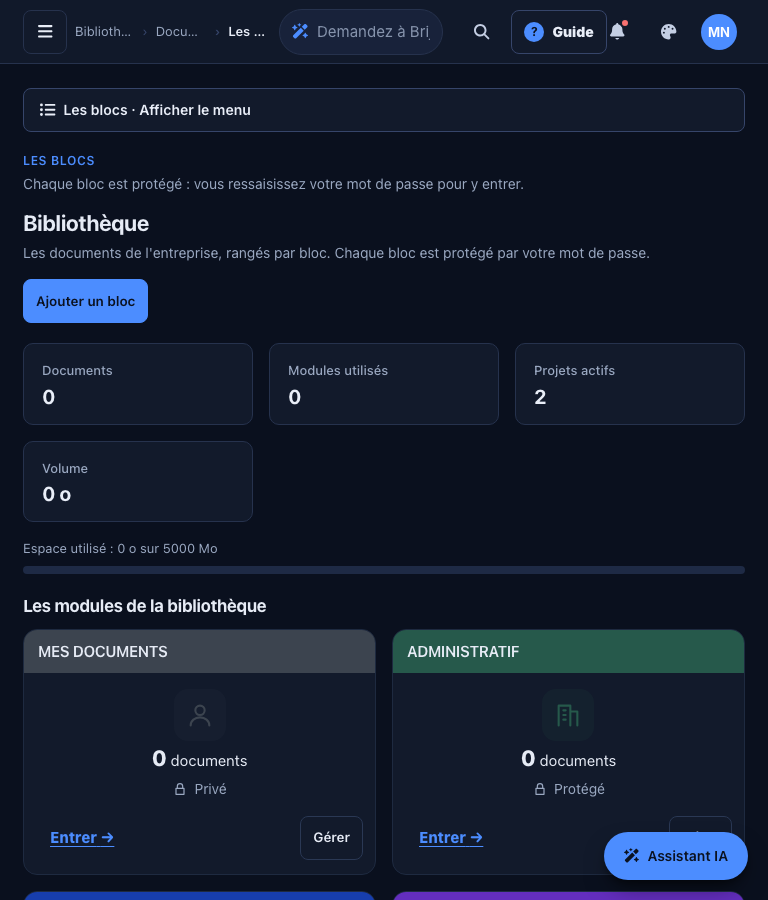 Biblioth... › Docu... › Les ... Demandez à Bri ? Guide MN
Les blocs · Afficher le menu
LES BLOCS
Chaque bloc est protégé : vous ressaisissez votre mot de passe pour y entrer.
Bibliothèque
Les documents de l'entreprise, rangés par bloc. Chaque bloc est protégé par votre mot de passe.
Ajouter un bloc
Documents
0
Modules utilisés
0
Projets actifs
2
Volume
0 o
Espace utilisé : 0 o sur 5000 Mo
Les modules de la bibliothèque
MES DOCUMENTS
0 documents
Privé
Entrer →
Gérer
ADMINISTRATIF
0 documents
Protégé
Entrer →
Assistant IA